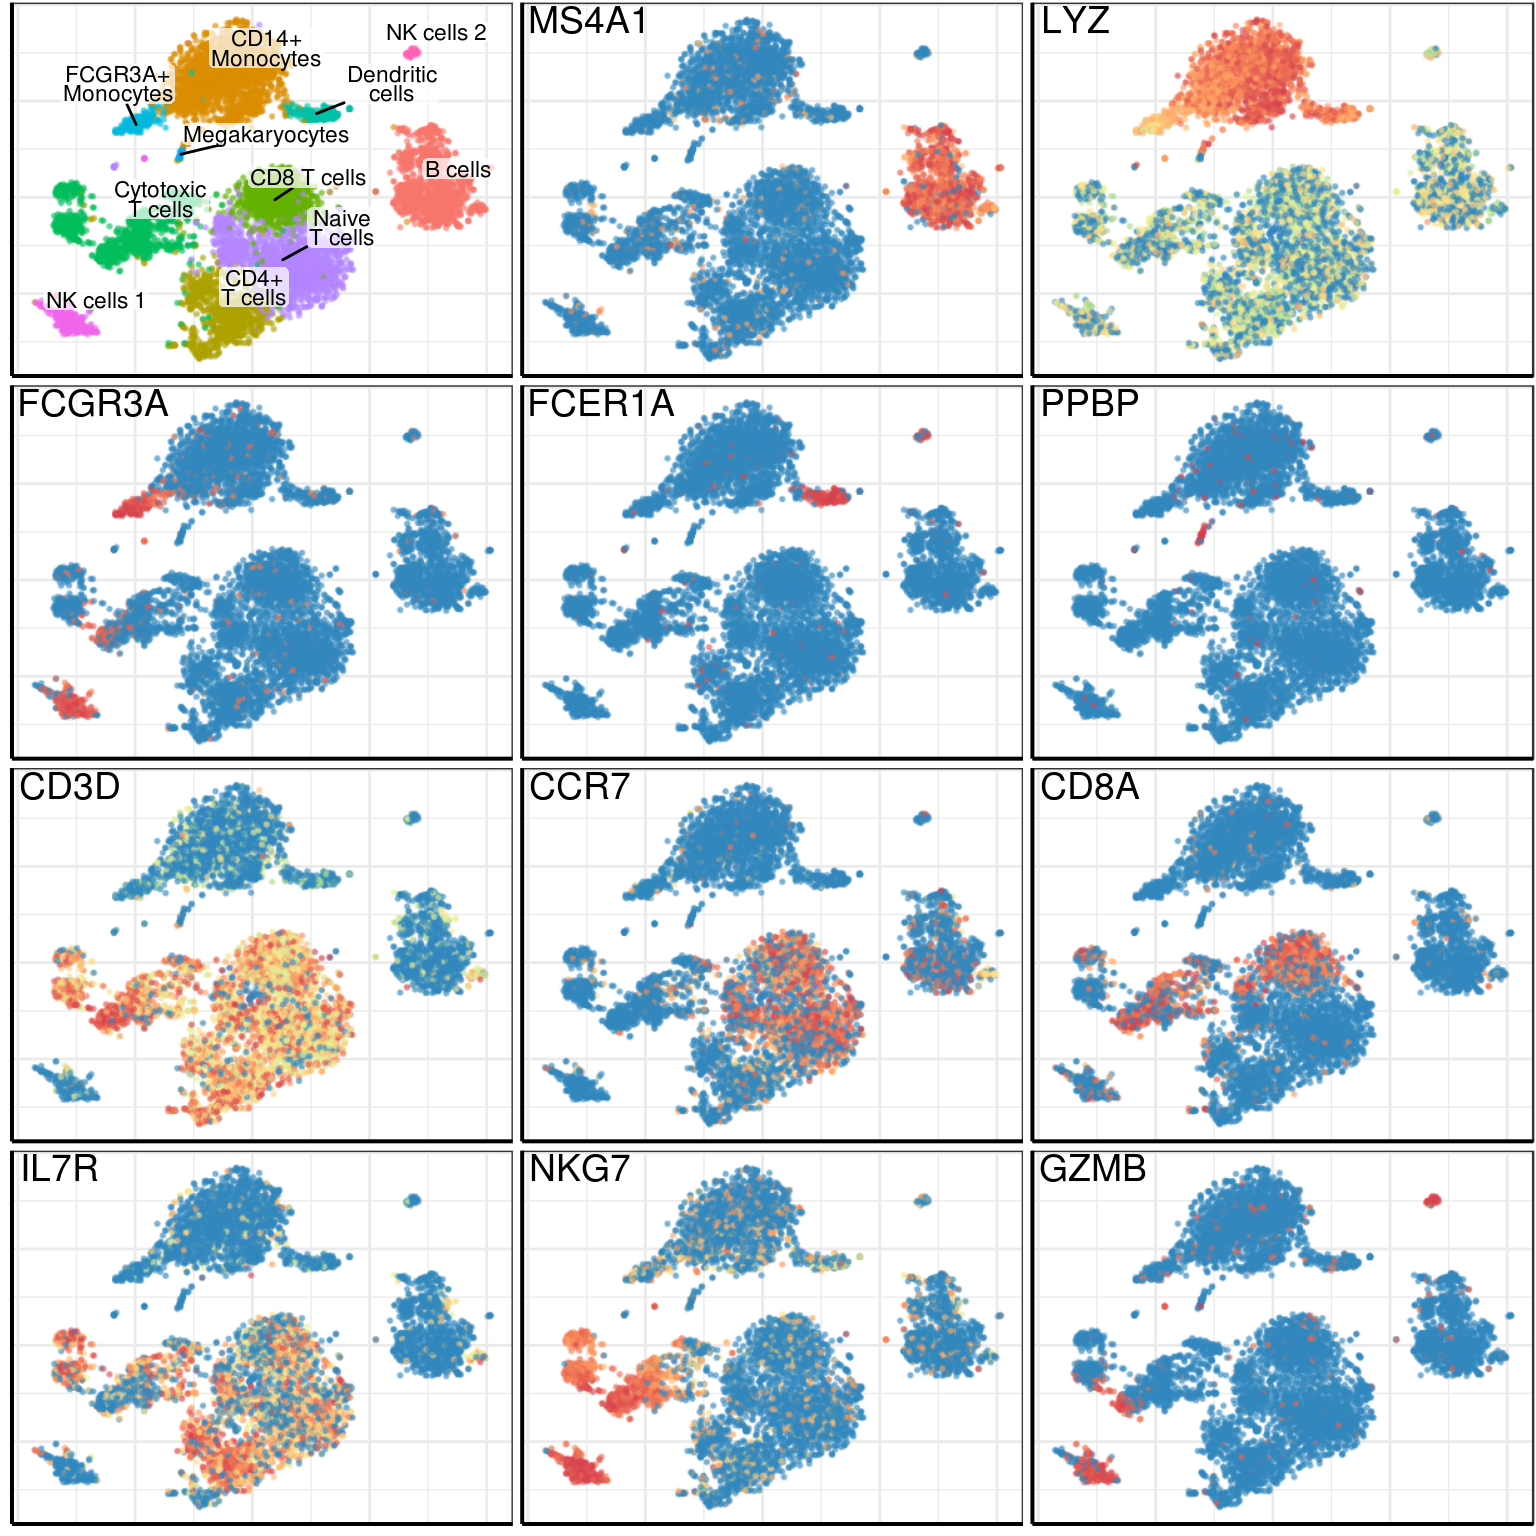 CD14+
Monocytes
NK cells 2
FCGR3A+
Monocytes
Dendritic
cells
Megakaryocytes
B cells
CD8 T cells
Cytotoxic
T cells
Naive
T cells
CD4+
T cells
NK cells 1
MS4A1
LYZ
FCGR3A
FCER1A
PPBP
CD3D
CCR7
CD8A
IL7R
NKG7
GZMB